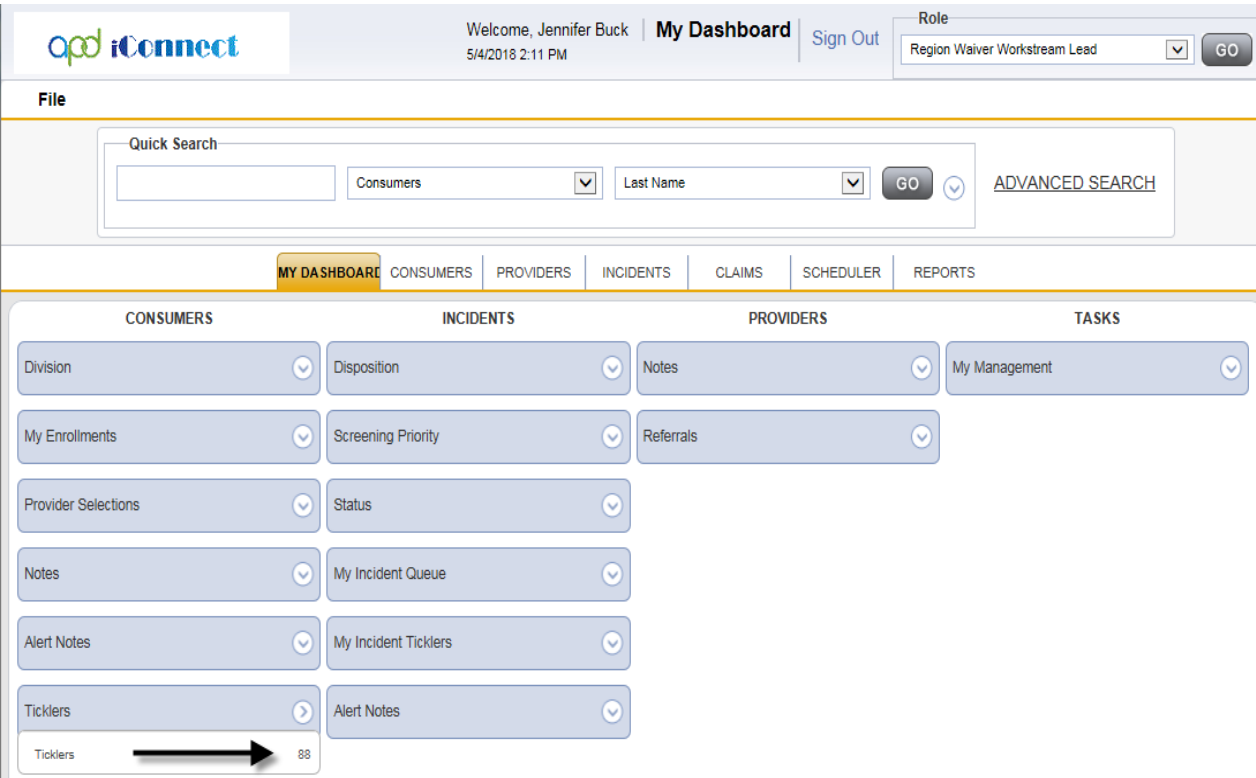 apd iConnect
Welcome, Jennifer Buck
5/4/2018 2:11 PM
My Dashboard
Sign Out
Role
Region Waiver Workstream Lead
GO
File
Quick Search
Consumers
Last Name
GO
ADVANCED SEARCH
MY DASHBOARD CONSUMERS PROVIDERS INCIDENTS CLAIMS SCHEDULER REPORTS
CONSUMERS INCIDENTS PROVIDERS TASKS
Division Disposition Notes My Management
My Enrollments Screening Priority Referrals
Provider Selections Status
Notes My Incident Queue
Alert Notes My Incident Ticklers
Ticklers Alert Notes
Ticklers 88